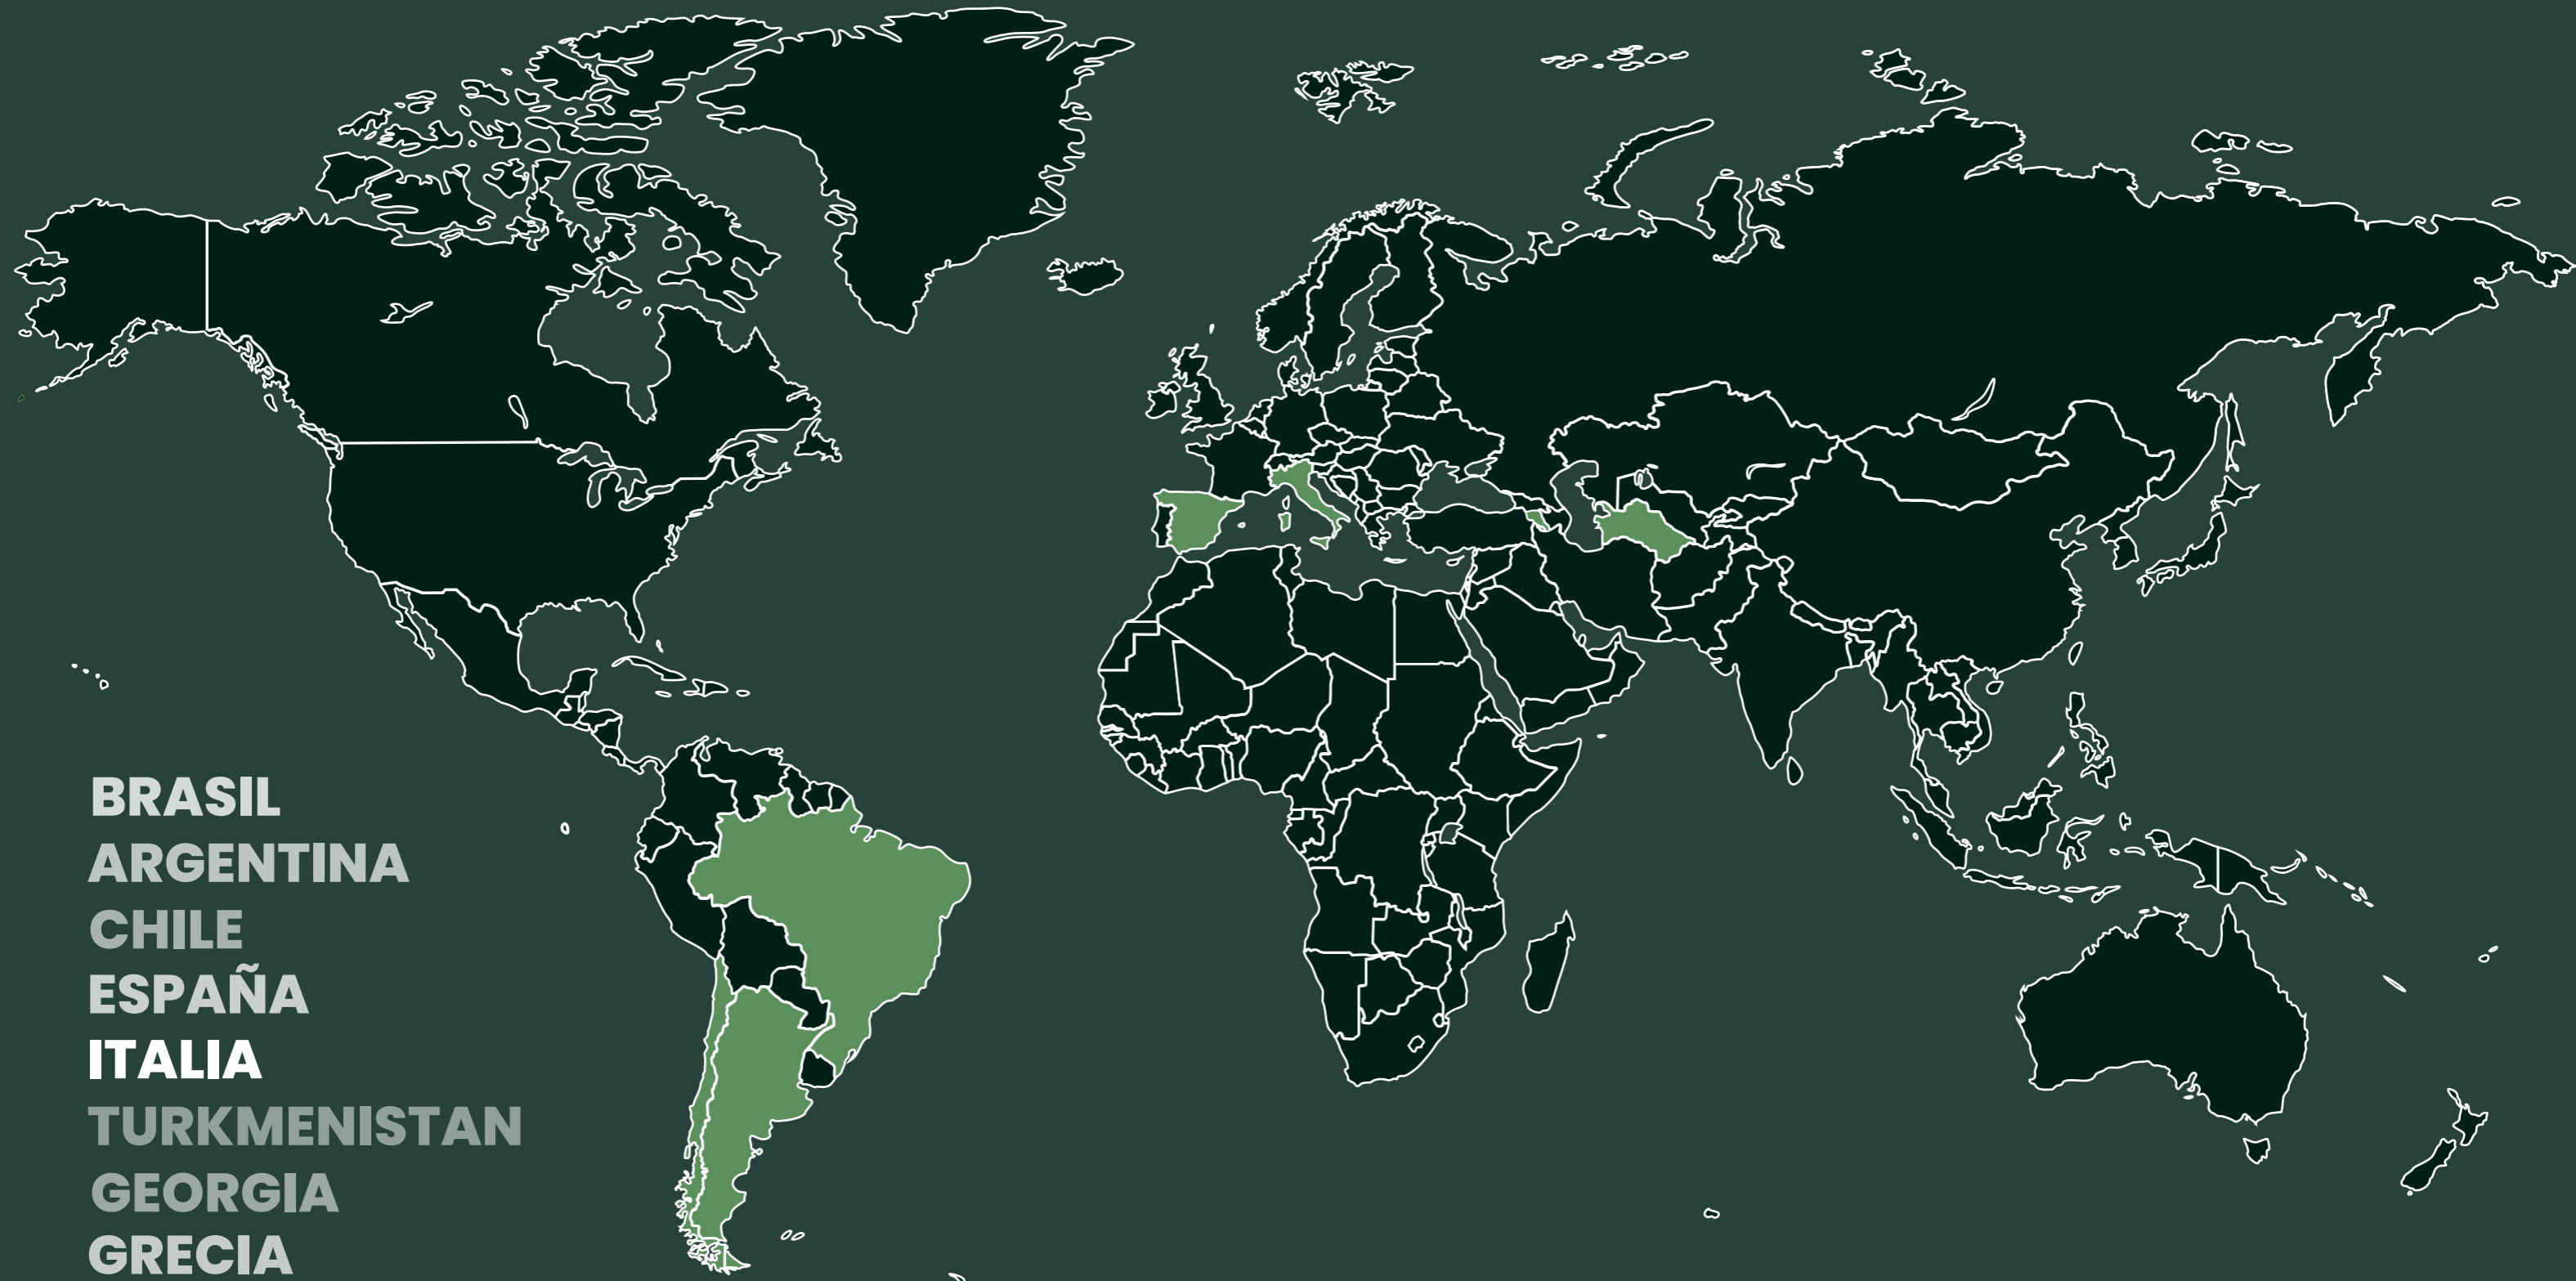 BRASIL
ARGENTINA
CHILE
ESPAÑA
ITALIA
TURKMENISTAN
GEORGIA
GRECIA